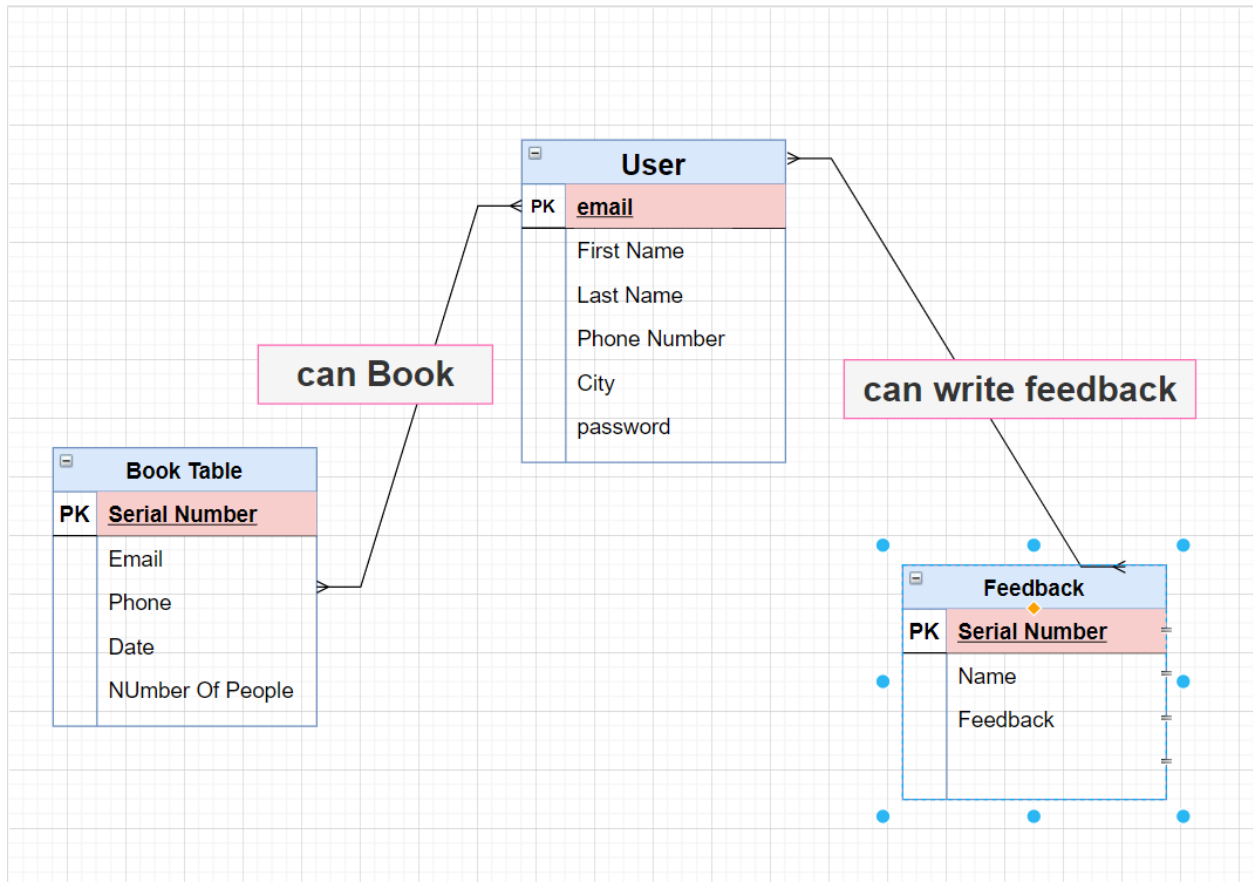 User
PK email
First Name
Last Name
Phone Number
City
password
can Book
can write feedback
Book Table
PK Serial Number
Email
Phone
Date
NUmber Of People
Feedback
PK Serial Number
Name
Feedback